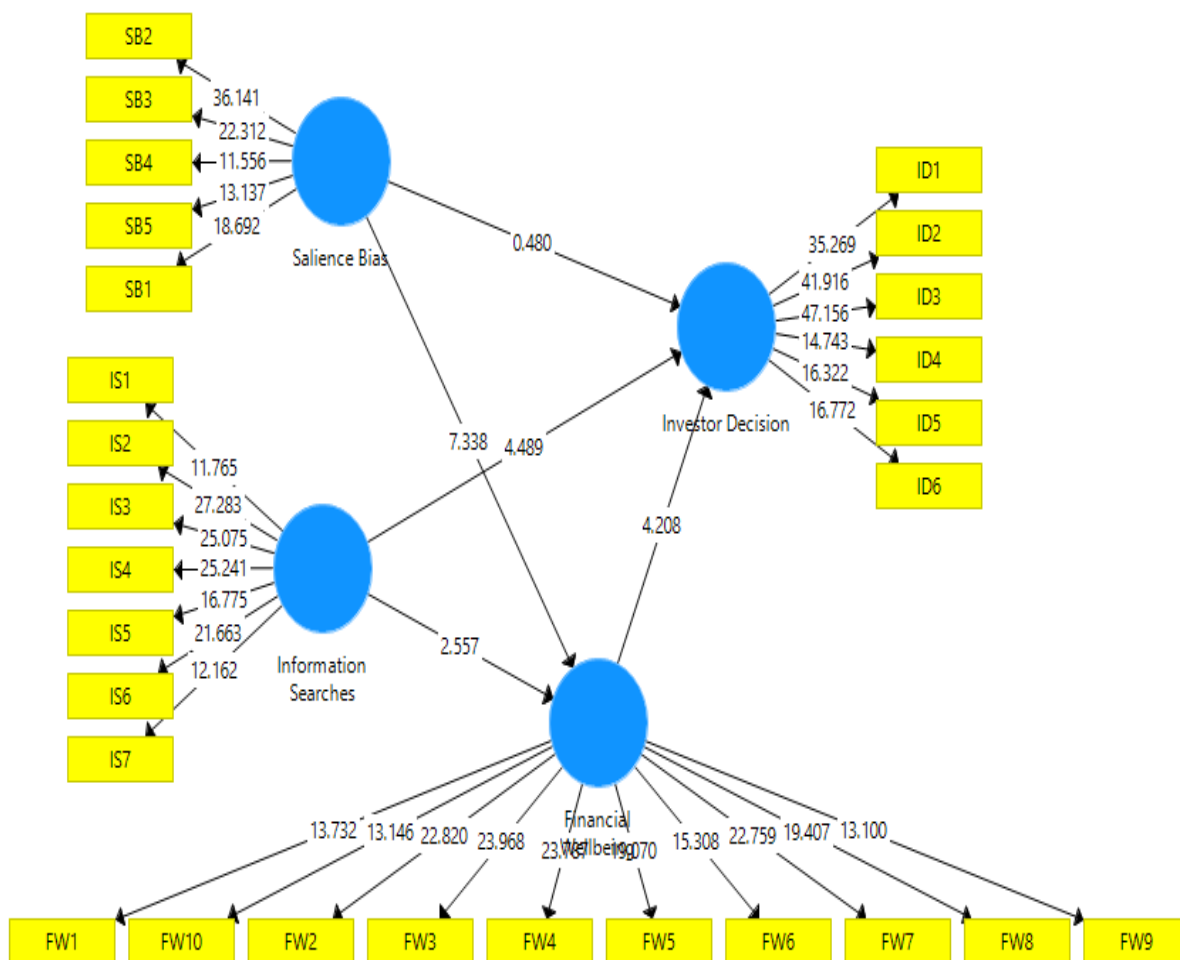 SB2
SB3
SB4
SB5
SB1
36.141
22.312
11.556
13.137
18.692
Salience Bias
0.480
7.338
IS1
IS2
IS3
IS4
IS5
IS6
IS7
11.765
27.283
25.075
25.241
16.775
21.663
12.162
Information
Searches
4.489
2.557
4.208
Investor Decision
35.269
41.916
47.156
14.743
16.322
16.772
ID1
ID2
ID3
ID4
ID5
ID6
Financial
Wellbeing
13.732
13.146
22.820
23.968
15.308
22.759
19.407
13.100
FW1
FW10
FW2
FW3
FW4
FW5
FW6
FW7
FW8
FW9